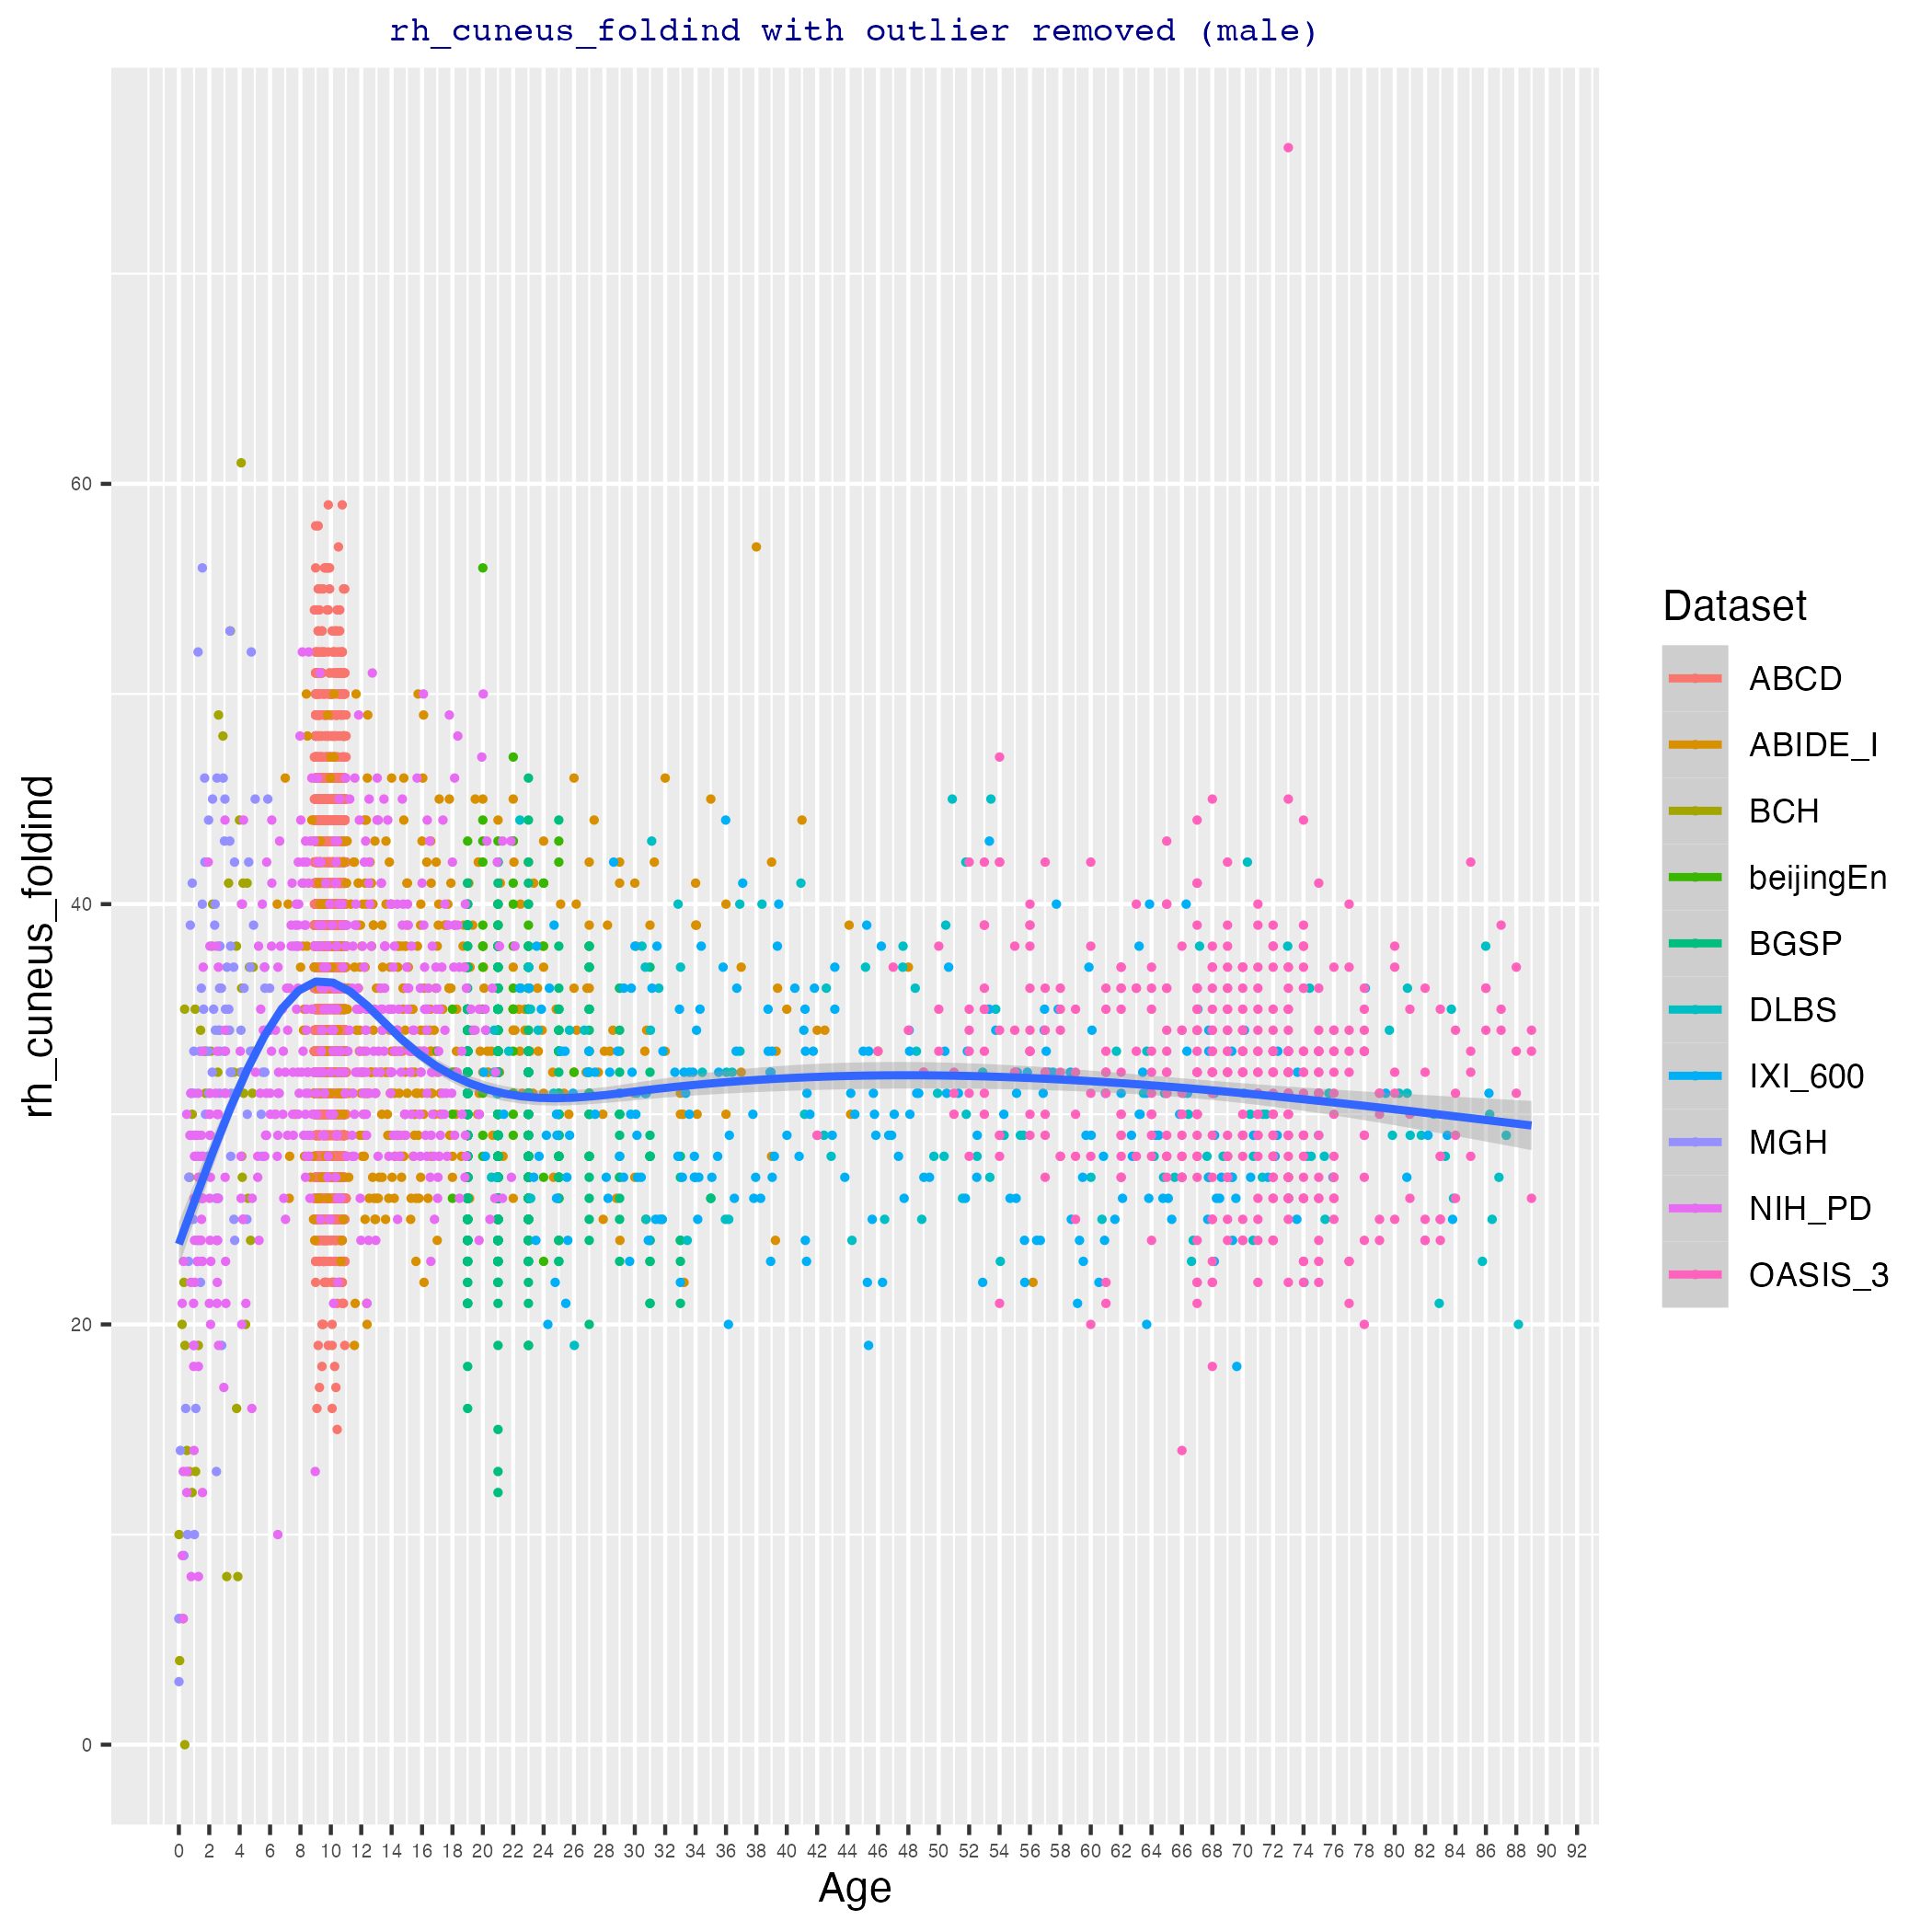 rh_cuneus_foldind with outlier removed (male)
rh_cuneus_foldind
60
40
20
0
0 2 4 6 8 10 12 14 16 18 20 22 24 26 28 30 32 34 36 38 40 42 44 46 48 50 52 54 56 58 60 62 64 66 68 70 72 74 76 78 80 82 84 86 88 90 92
Age
Dataset
ABCD
ABIDE_I
BCH
beijingEn
BGSP
DLBS
IXI_600
MGH
NIH_PD
OASIS_3